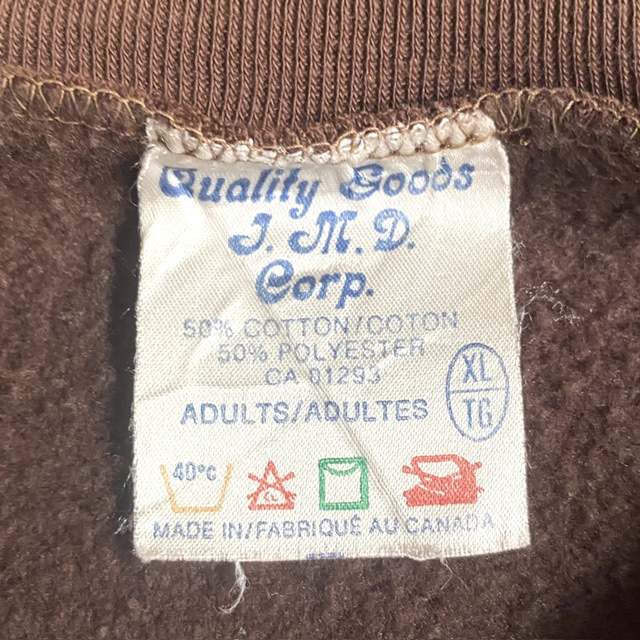 Quality Goods
J. M. D.
Corp.
50% COTTON/COTON
50% POLYESTER
CA 01293
XL
TG
ADULTS/ADULTES
40°C
CL
MADE IN/FABRIQUÉ AU CANADA